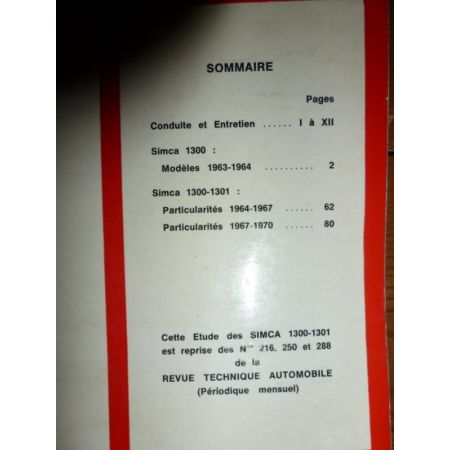 SOMMAIRE
Pages
Conduite et Entretien ...... I à XII
Simca 1300 :
Modèles 1963-1964 .......... 2
Simca 1300-1301 :
Particularités 1964-1967 ...... 62
Particularités 1967-1970 ...... 80
Cette Etude des SIMCA 1300-1301
est reprise des Nos 216, 250 et 288
de la
REVUE TECHNIQUE AUTOMOBILE
(Périodique mensuel)